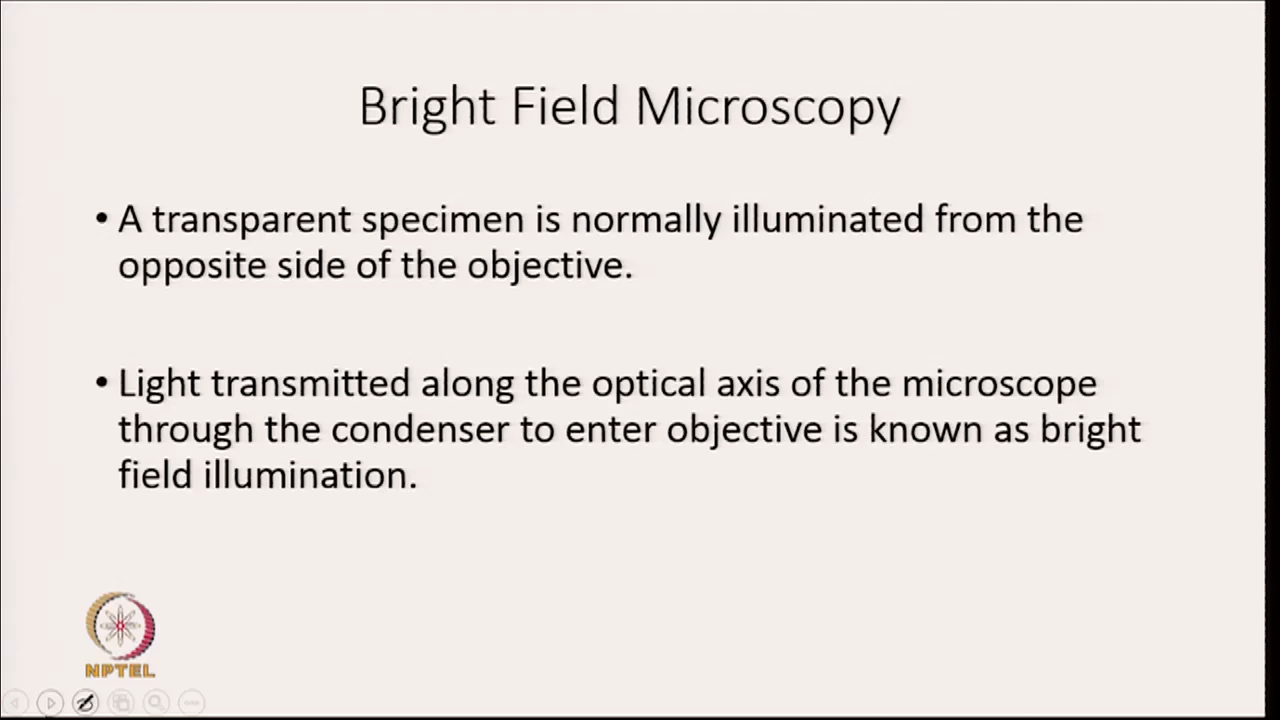 Bright Field Microscopy
• A transparent specimen is normally illuminated from the
opposite side of the objective.
• Light transmitted along the optical axis of the microscope
through the condenser to enter objective is known as bright
field illumination.
NPTEL